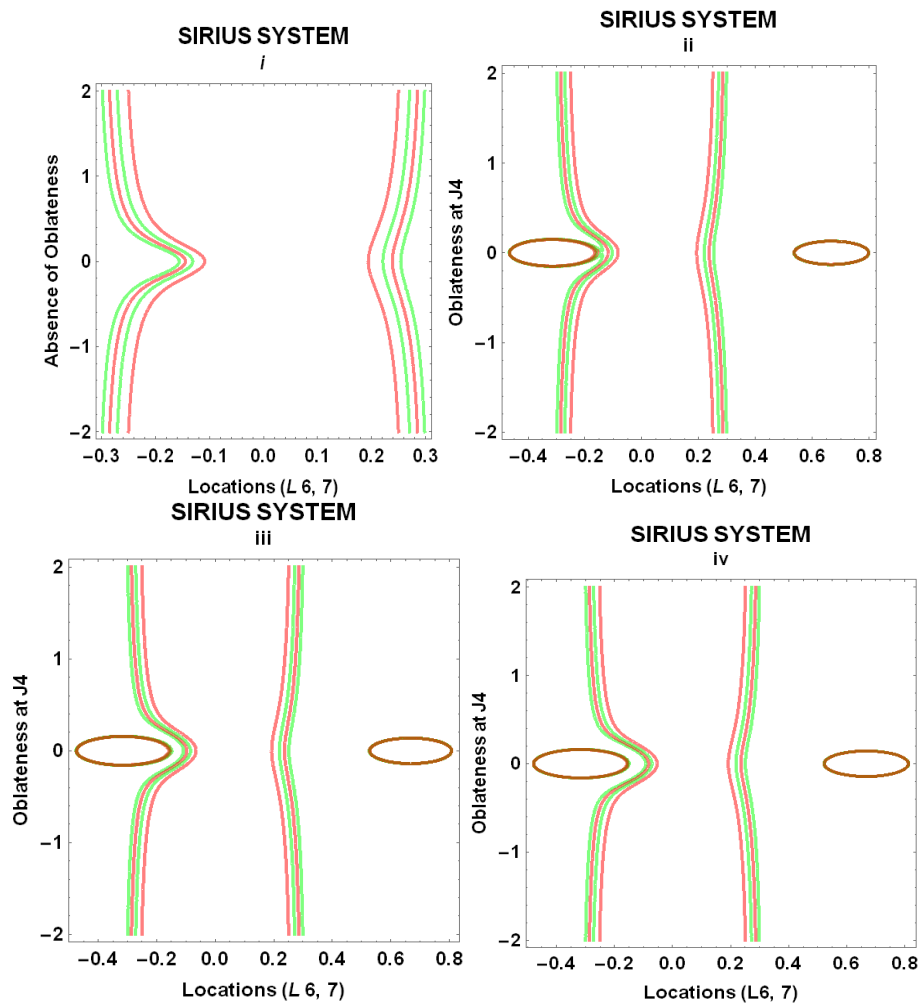 SIRIUS SYSTEM
i
Absence of Oblateness
2
1
0
−1
−2
−0.3 −0.2 −0.1 0.0 0.1 0.2 0.3
Locations (L 6, 7)
SIRIUS SYSTEM
ii
Oblateness at J4
2
1
0
−1
−2
−0.4 −0.2 0.0 0.2 0.4 0.6 0.8
Locations (L 6, 7)
SIRIUS SYSTEM
iii
Oblateness at J4
2
1
0
−1
−2
−0.4 −0.2 0.0 0.2 0.4 0.6 0.8
Locations (L 6, 7)
SIRIUS SYSTEM
iv
Oblateness at J4
2
1
0
−1
−2
−0.4 −0.2 0.0 0.2 0.4 0.6 0.8
Locations (L6, 7)